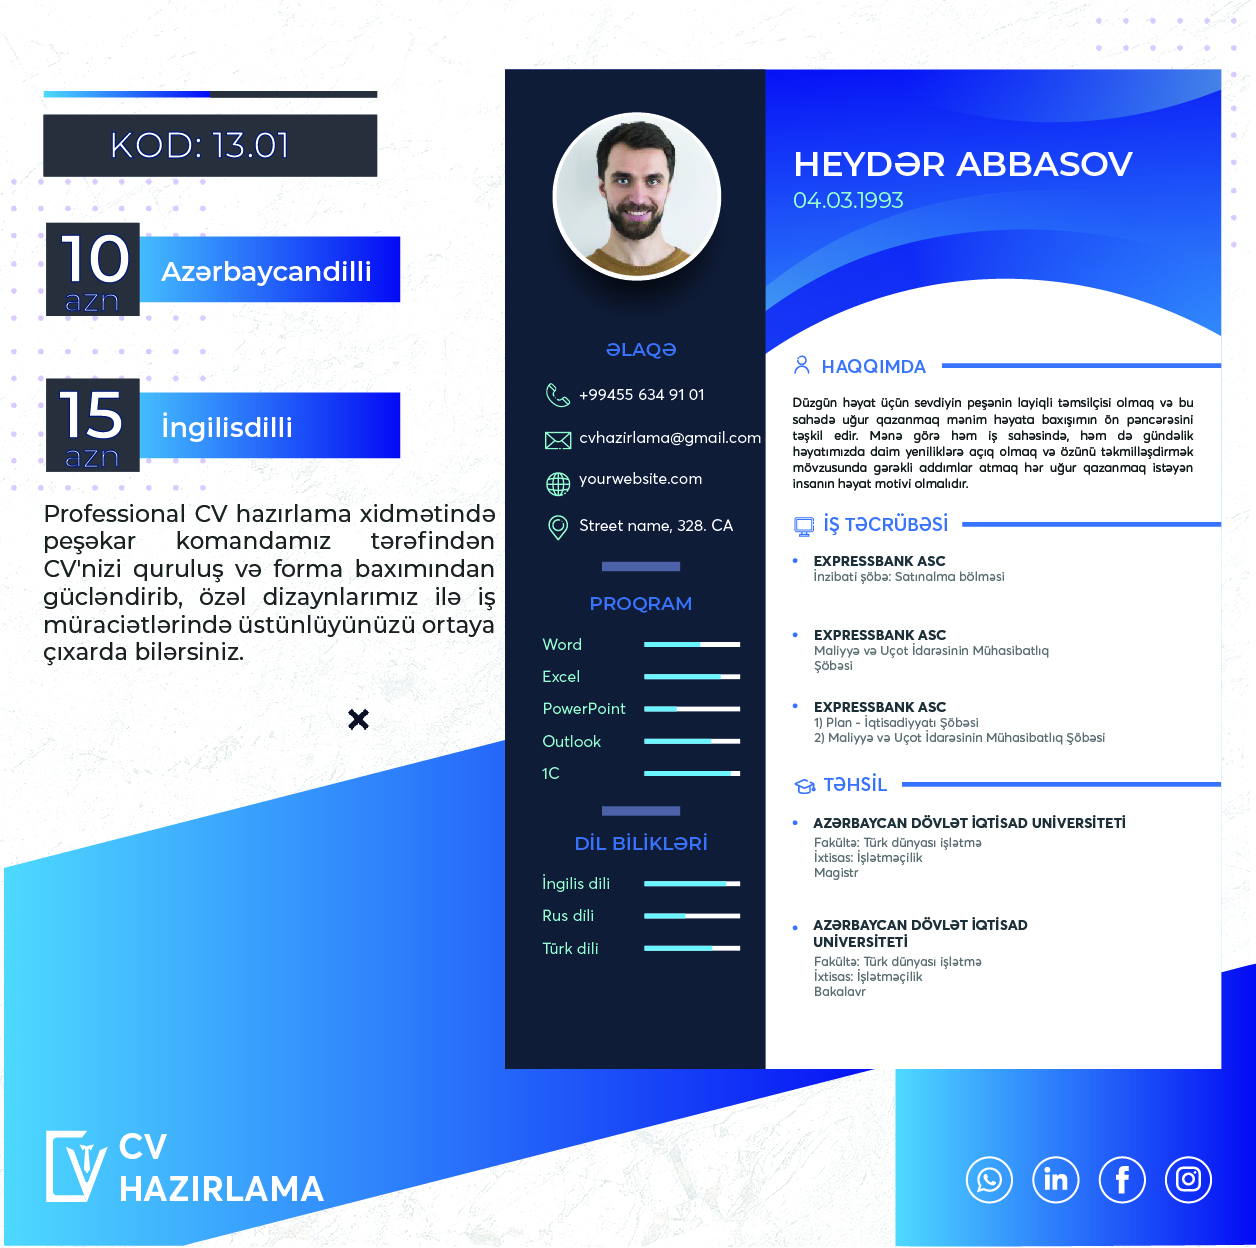 KOD: 13.01
10
azn
Azərbaycandilli
15
azn
İngilisdilli
Professional CV hazırlama xidmətində
peşəkar komandamız tərəfindən
CV'nizi quruluş və forma baxımından
gücləndirib, özəl dizaynlarımız ilə iş
müraciətlərində üstünlüyünüzü ortaya
çıxarda bilərsiniz.
CV
HAZIRLAMA
ƏLAQƏ
+99455 634 91 01
cvhazirlama@gmail.com
yourwebsite.com
Street name, 328. CA
PROQRAM
Word
Excel
PowerPoint
Outlook
1C
DİL BİLİKLƏRİ
İngilis dili
Rus dili
Türk dili
HEYDƏR ABBASOV
04.03.1993
HAQQIMDA
Düzgün həyat üçün sevdiyin peşənin layiqli təmsilçisi olmaq və bu
sahədə uğur qazanmaq mənim həyata baxışımın ön pəncərəsini
təşkil edir. Mənə görə həm iş sahəsində, həm də gündəlik
həyatımızda daim yeniliklərə açıq olmaq və özünü təkmilləşdirmək
mövzusunda gərəkli addımlar atmaq hər uğur qazanmaq istəyən
insanın həyat motivi olmalıdır.
İŞ TƏCRÜBƏSİ
EXPRESSBANK ASC
İnzibati şöbə: Satınalma bölməsi
EXPRESSBANK ASC
Maliyyə və Uçot İdarəsinin Mühasibatlıq
Şöbəsi
EXPRESSBANK ASC
1) Plan - İqtisadiyyatı Şöbəsi
2) Maliyyə və Uçot İdarəsinin Mühasibatlıq Şöbəsi
TƏHSİL
AZƏRBAYCAN DÖVLƏT İQTİSAD UNİVERSİTETİ
Fakültə: Türk dünyası işlətmə
İxtisas: İşlətməçilik
Magistr
AZƏRBAYCAN DÖVLƏT İQTİSAD
UNİVERSİTETİ
Fakültə: Türk dünyası işlətmə
İxtisas: İşlətməçilik
Bakalavr